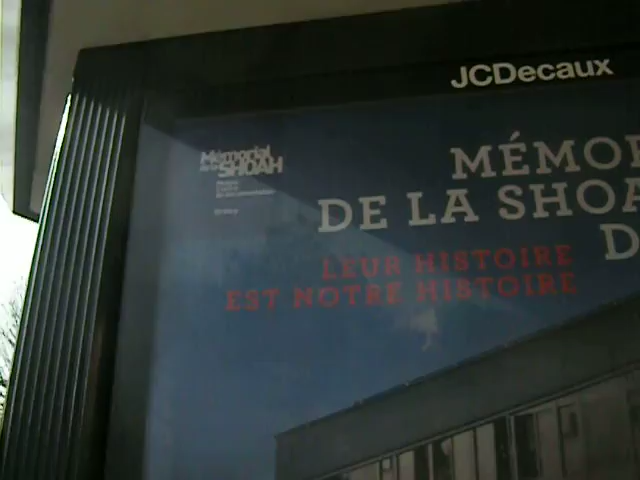 JCDecaux
Mémorial
de la SHOAH
MÉMOR
DE LA SHOA
D
LEUR HISTOIRE
EST NOTRE HISTOIRE